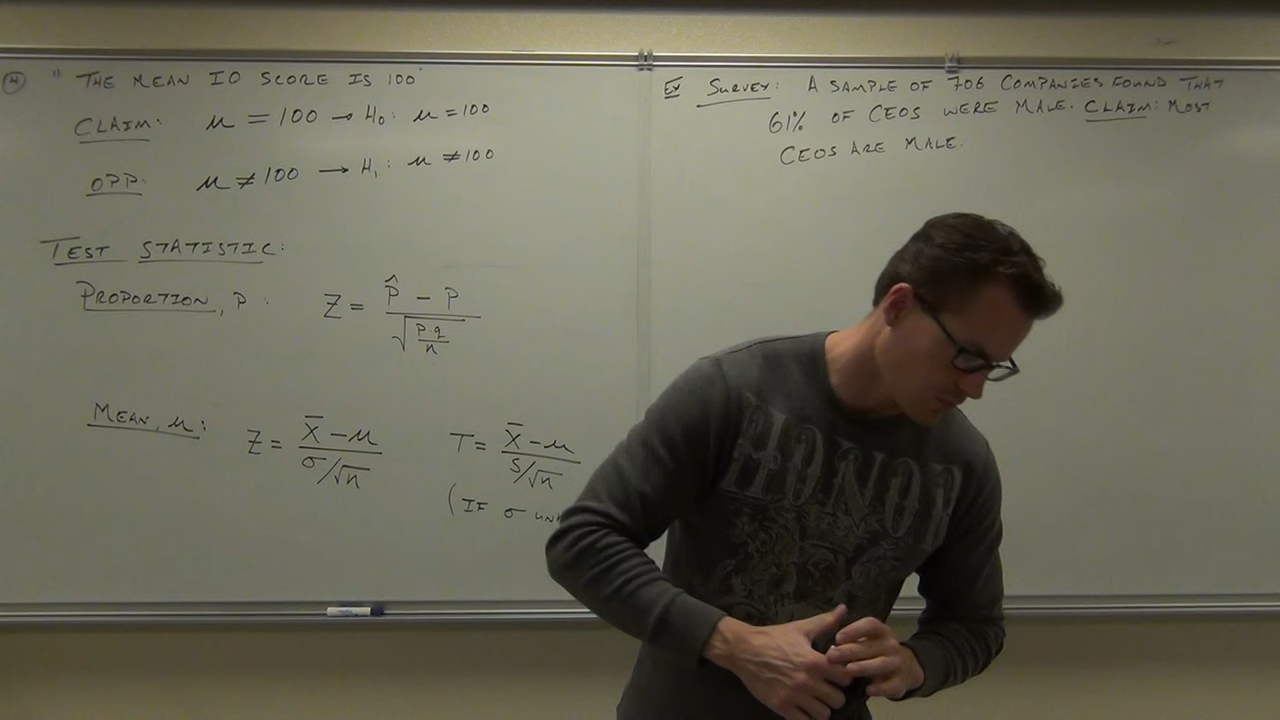 4 " THE MEAN IQ SCORE IS 100"
CLAIM: μ = 100 → H₀: μ = 100
OPP: μ ≠ 100 → H₁: μ ≠ 100
TEST STATISTIC:
PROPORTION, P : Z = (p̂ - P) / √(pq/n)
MEAN, μ: Z = (x̄ - μ) / (σ/√n) T = (x̄ - μ) / (S/√n)
(IF σ
EX SURVEY: A SAMPLE OF 706 COMPANIES FOUND THAT
61% OF CEOS WERE MALE. CLAIM: MOST
CEOS ARE MALE.
HONOR